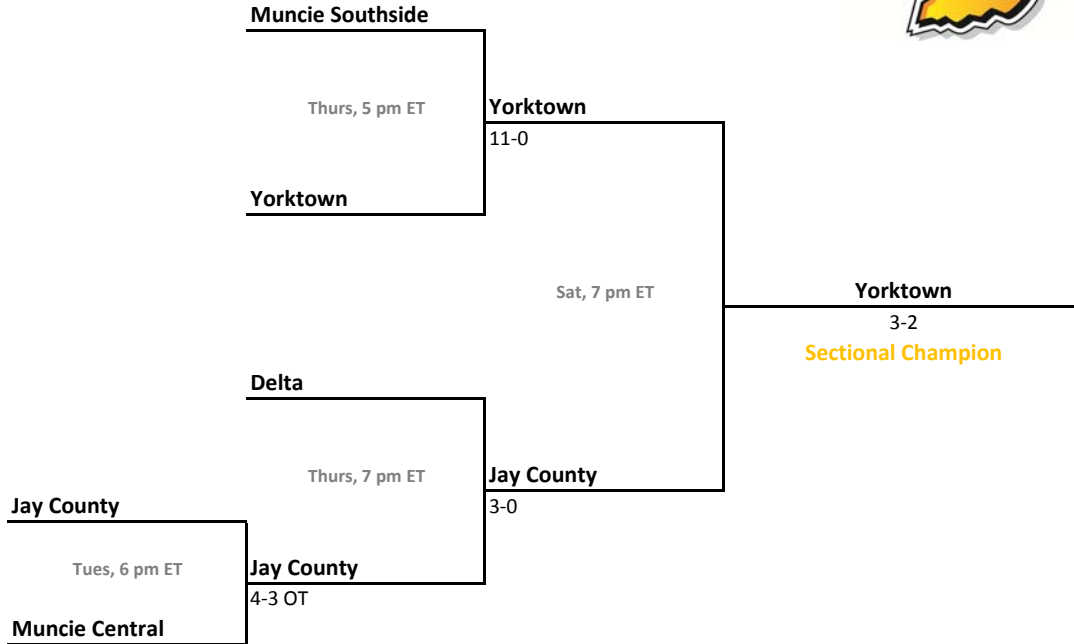 Muncie Southside
Thurs, 5 pm ET
Yorktown
11-0
Yorktown
Sat, 7 pm ET
Yorktown
3-2
Sectional Champion
Delta
Thurs, 7 pm ET
Jay County
3-0
Jay County
Tues, 6 pm ET
Jay County
4-3 OT
Muncie Central